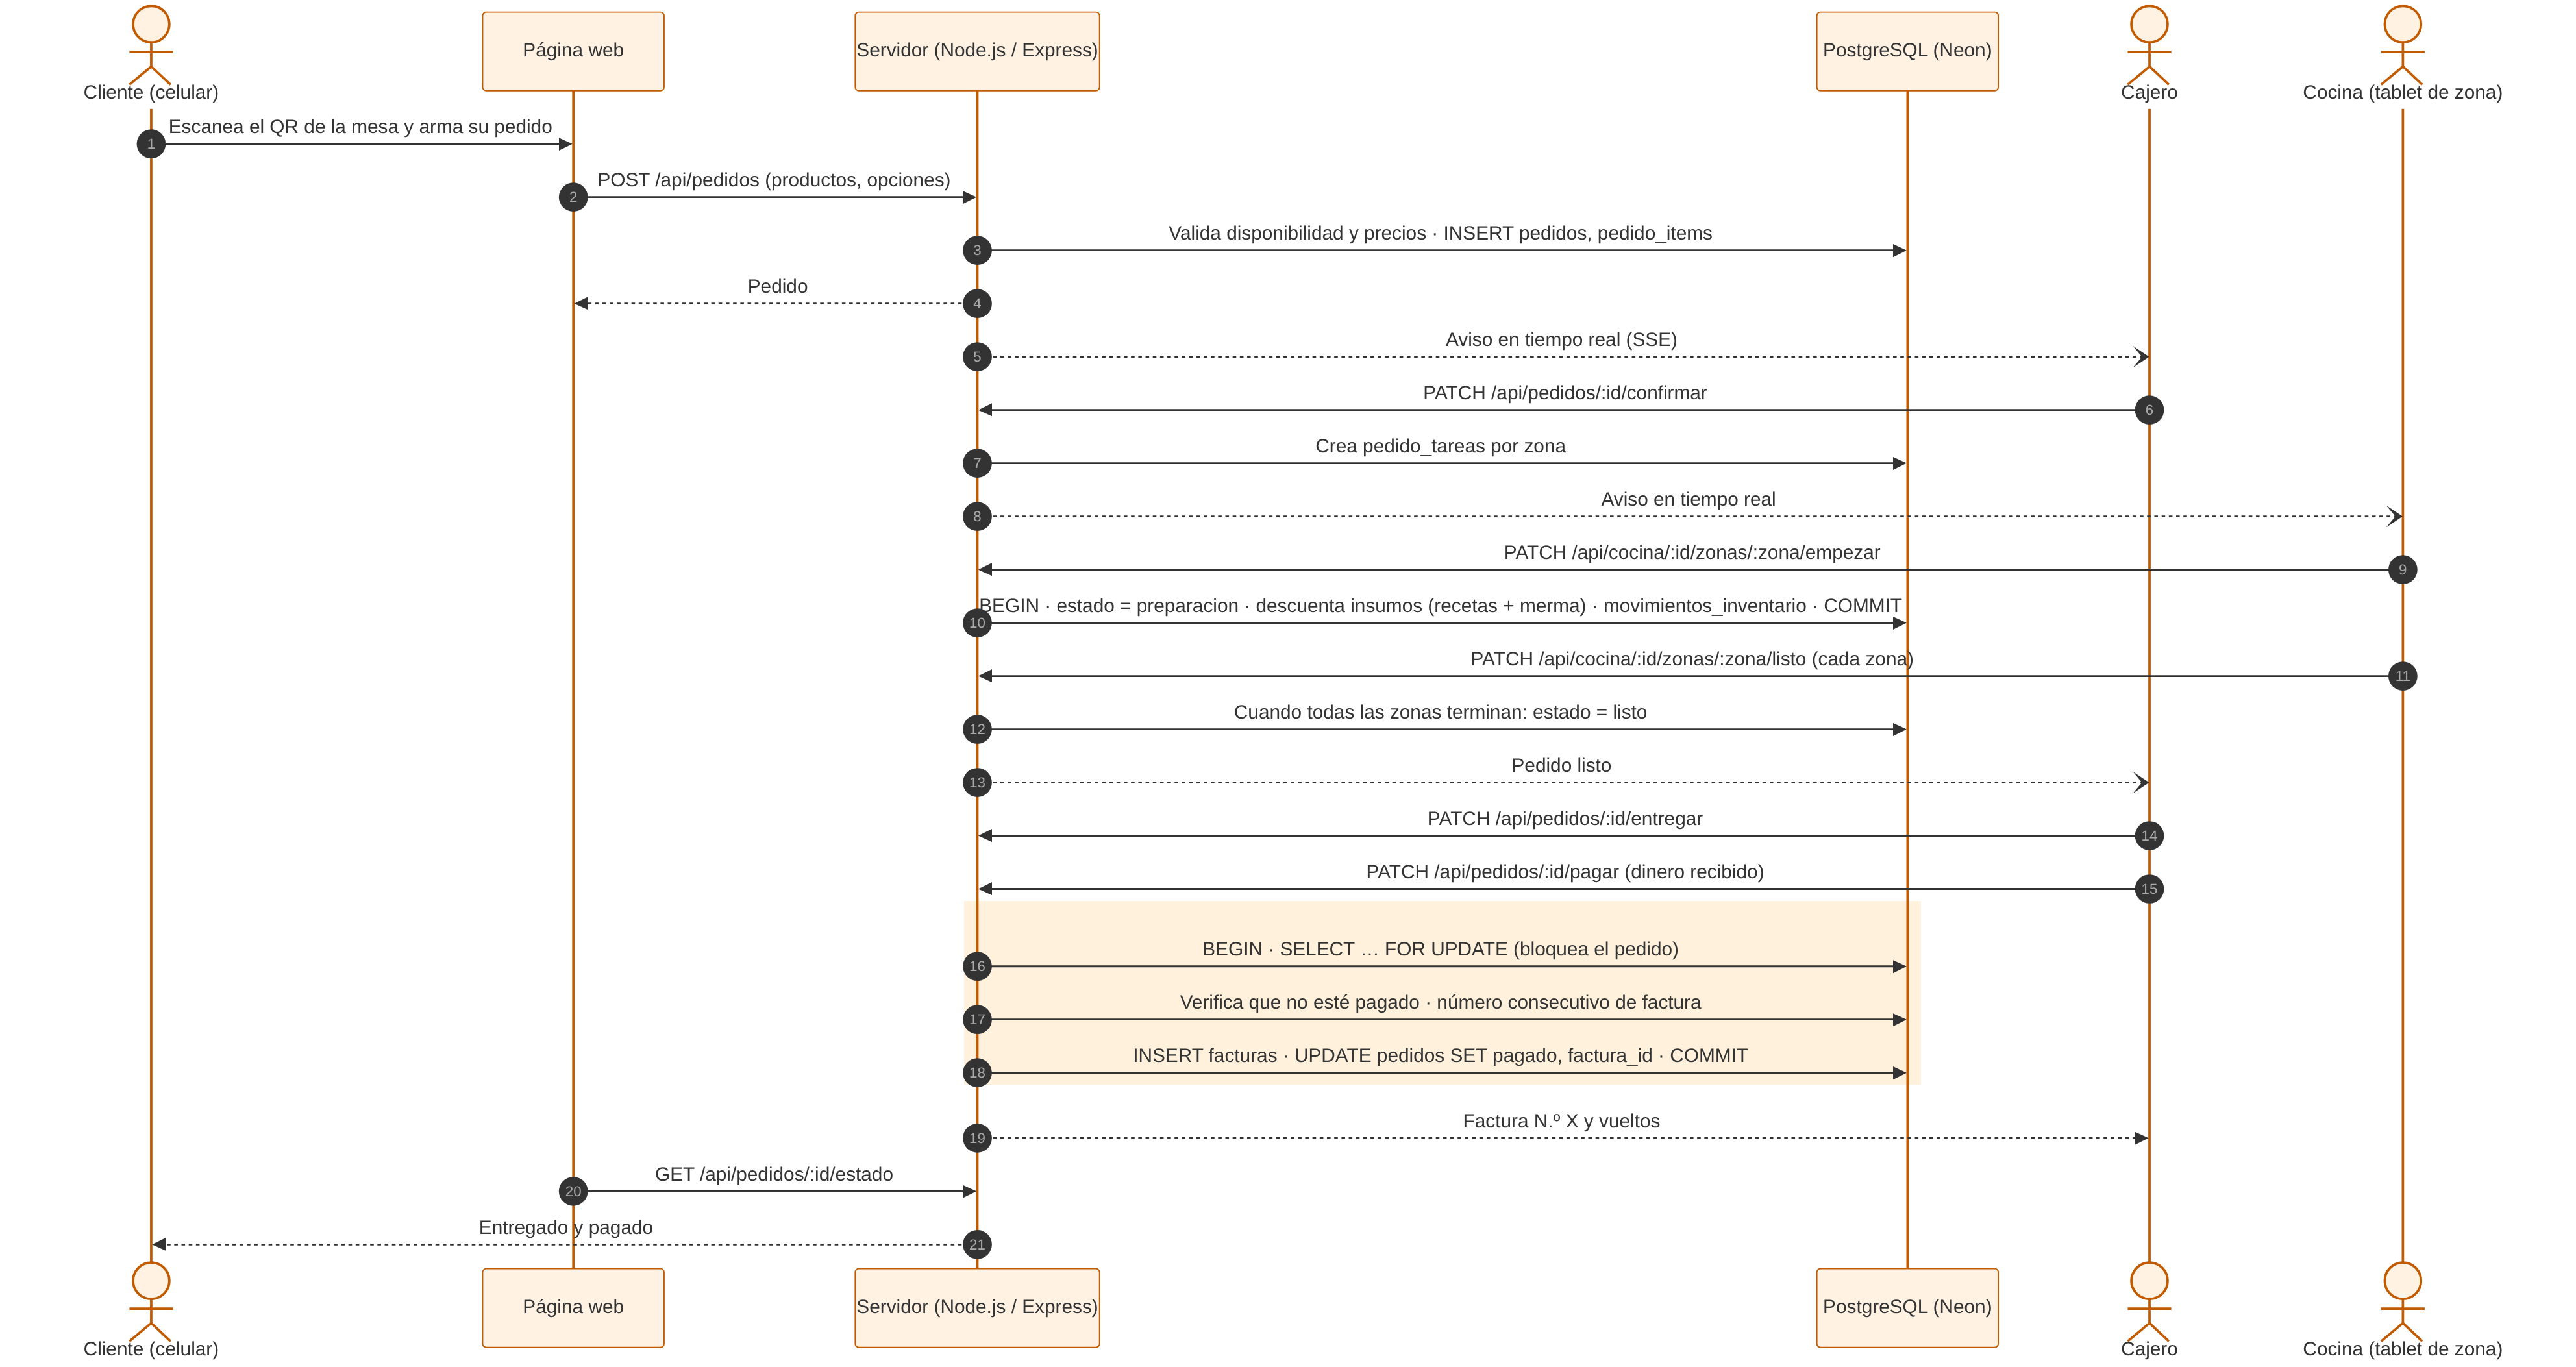 Cliente (celular)
Página web
Servidor (Node.js / Express)
PostgreSQL (Neon)
Cajero
Cocina (tablet de zona)
1
Escanea el QR de la mesa y arma su pedido
2
POST /api/pedidos (productos, opciones)
3
Valida disponibilidad y precios · INSERT pedidos, pedido_items
Pedido
4
5
Aviso en tiempo real (SSE)
PATCH /api/pedidos/:id/confirmar
6
7
Crea pedido_tareas por zona
8
Aviso en tiempo real
PATCH /api/cocina/:id/zonas/:zona/empezar
9
10
BEGIN · estado = preparacion · descuenta insumos (recetas + merma) · movimientos_inventario · COMMIT
PATCH /api/cocina/:id/zonas/:zona/listo (cada zona)
11
12
Cuando todas las zonas terminan: estado = listo
13
Pedido listo
PATCH /api/pedidos/:id/entregar
14
PATCH /api/pedidos/:id/pagar (dinero recibido)
15
16
BEGIN · SELECT … FOR UPDATE (bloquea el pedido)
17
Verifica que no esté pagado · número consecutivo de factura
18
INSERT facturas · UPDATE pedidos SET pagado, factura_id · COMMIT
19
Factura N.º X y vueltos
20
GET /api/pedidos/:id/estado
Entregado y pagado
21
Cliente (celular)
Página web
Servidor (Node.js / Express)
PostgreSQL (Neon)
Cajero
Cocina (tablet de zona)